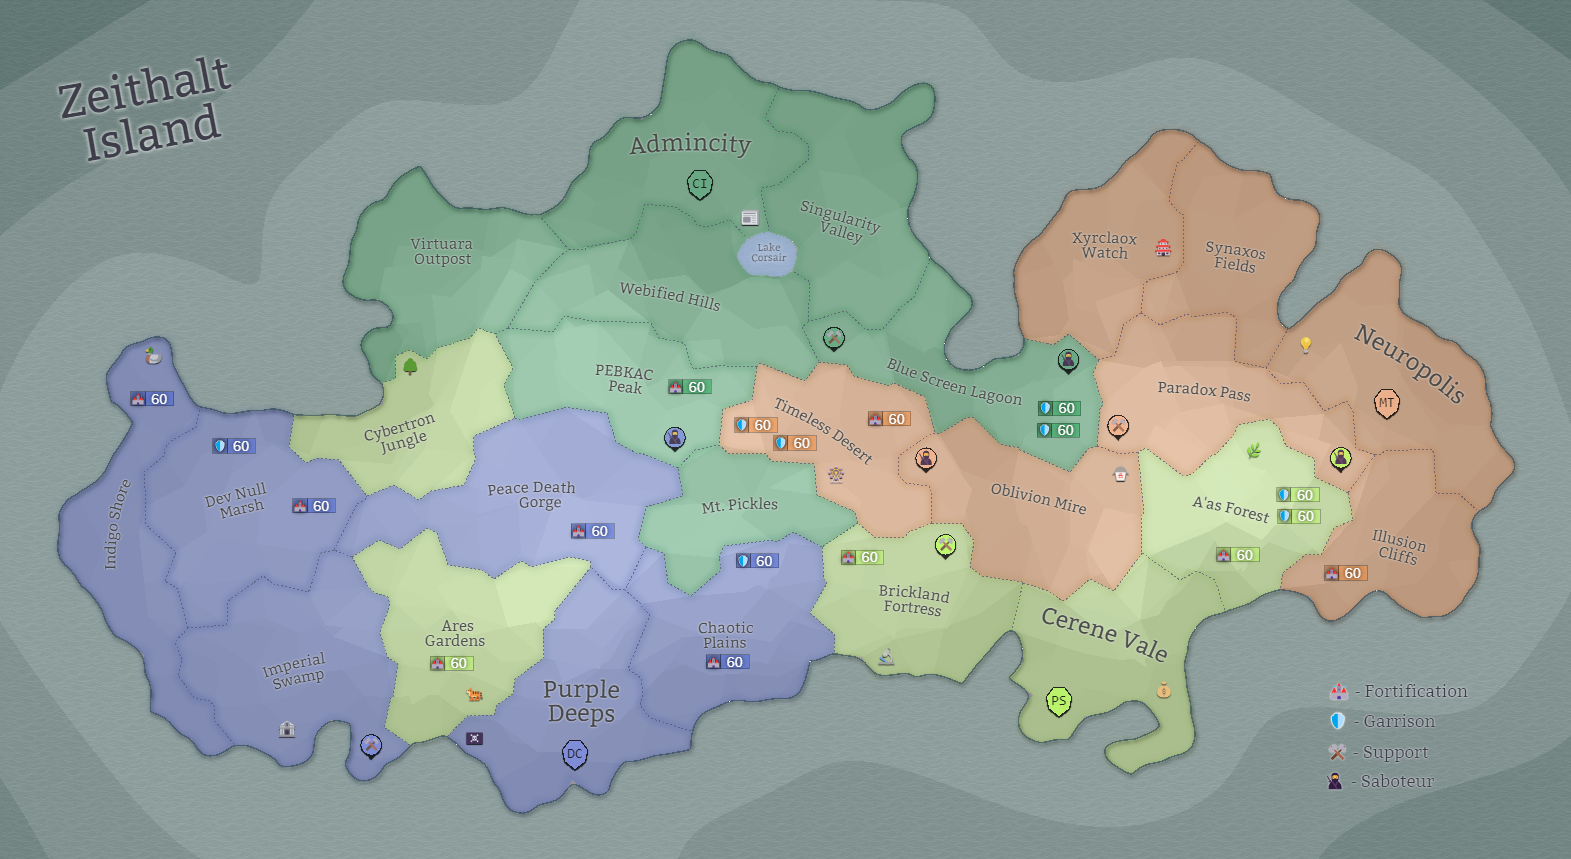 Zeithalt
Island
Admincity
CI
Singularity
Valley
Virtuara
Outpost
Lake
Corsair
Webified Hills
Xyrclaox
Watch
Synaxos
Fields
Neuropolis
MT
PEBKAC
Peak
60
Blue Screen Lagoon
60
60
Paradox Pass
60
Timeless Desert
60
60
60
Cybertron
Jungle
60
Dev Null
Marsh
60
Indigo Shore
Peace Death
Gorge
60
Mt. Pickles
Oblivion Mire
A'as Forest
60
60
60
Illusion
Cliffs
60
60
60
Brickland
Fortress
Ares
Gardens
60
Chaotic
Plains
60
Cerene Vale
PS
Imperial
Swamp
Purple
Deeps
DC
- Fortification
- Garrison
- Support
- Saboteur